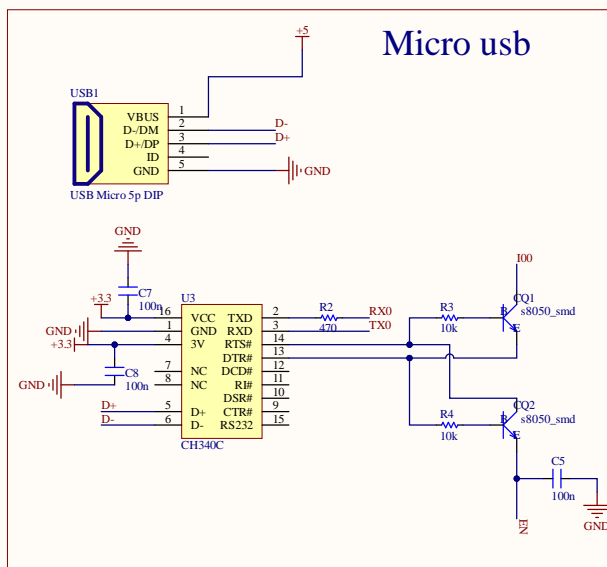 Micro usb
+5
USB1
VBUS 1
D-/DM 2 D-
D+/DP 3 D+
ID 4
GND 5 GND
USB Micro 5p DIP
GND
I00
C7
100n
+3.3
U3
16 VCC TXD 2 R2 470 RX0
GND 1 GND RXD 3 TX0
+3.3 4 3V RTS# 14
DTR# 13
7 NC DCD# 12
8 NC RI# 11
DSR# 10
D+ 5 D+ CTR# 9
D- 6 D- RS232 15
CH340C
C8
100n
GND
R3
10k
C Q1
B s8050_smd
E
R4
10k
C Q2
B s8050_smd
E
C5
100n
GND
EN